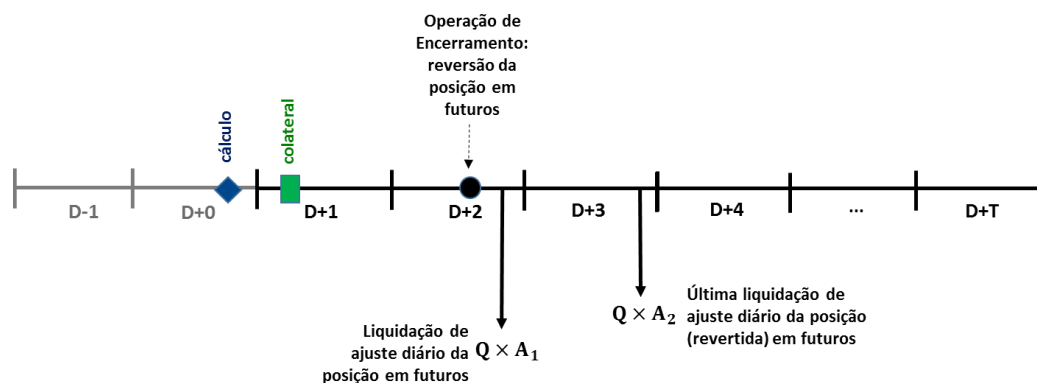 Operação de
Encerramento:
reversão da
posição em
futuros
cálculo
colateral
D-1
D+0
D+1
D+2
D+3
D+4
...
D+T
Liquidação de
ajuste diário da
posição em futuros
Q × A₁
Q × A₂
Última liquidação de
ajuste diário da posição
(revertida) em futuros